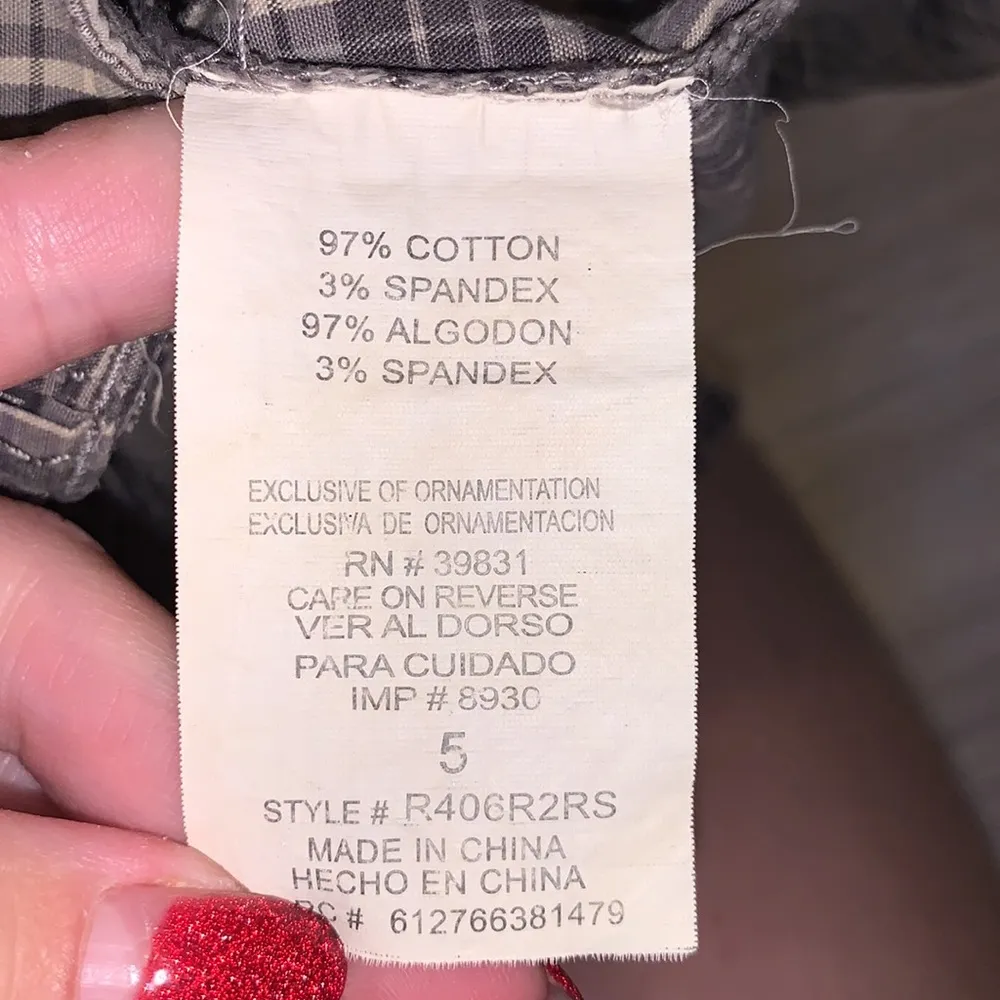 97% COTTON
3% SPANDEX
97% ALGODON
3% SPANDEX
EXCLUSIVE OF ORNAMENTATION
EXCLUSIVA DE ORNAMENTACION
RN # 39831
CARE ON REVERSE
VER AL DORSO
PARA CUIDADO
IMP # 8930
5
STYLE # R406R2RS
MADE IN CHINA
HECHO EN CHINA
# 612766381479